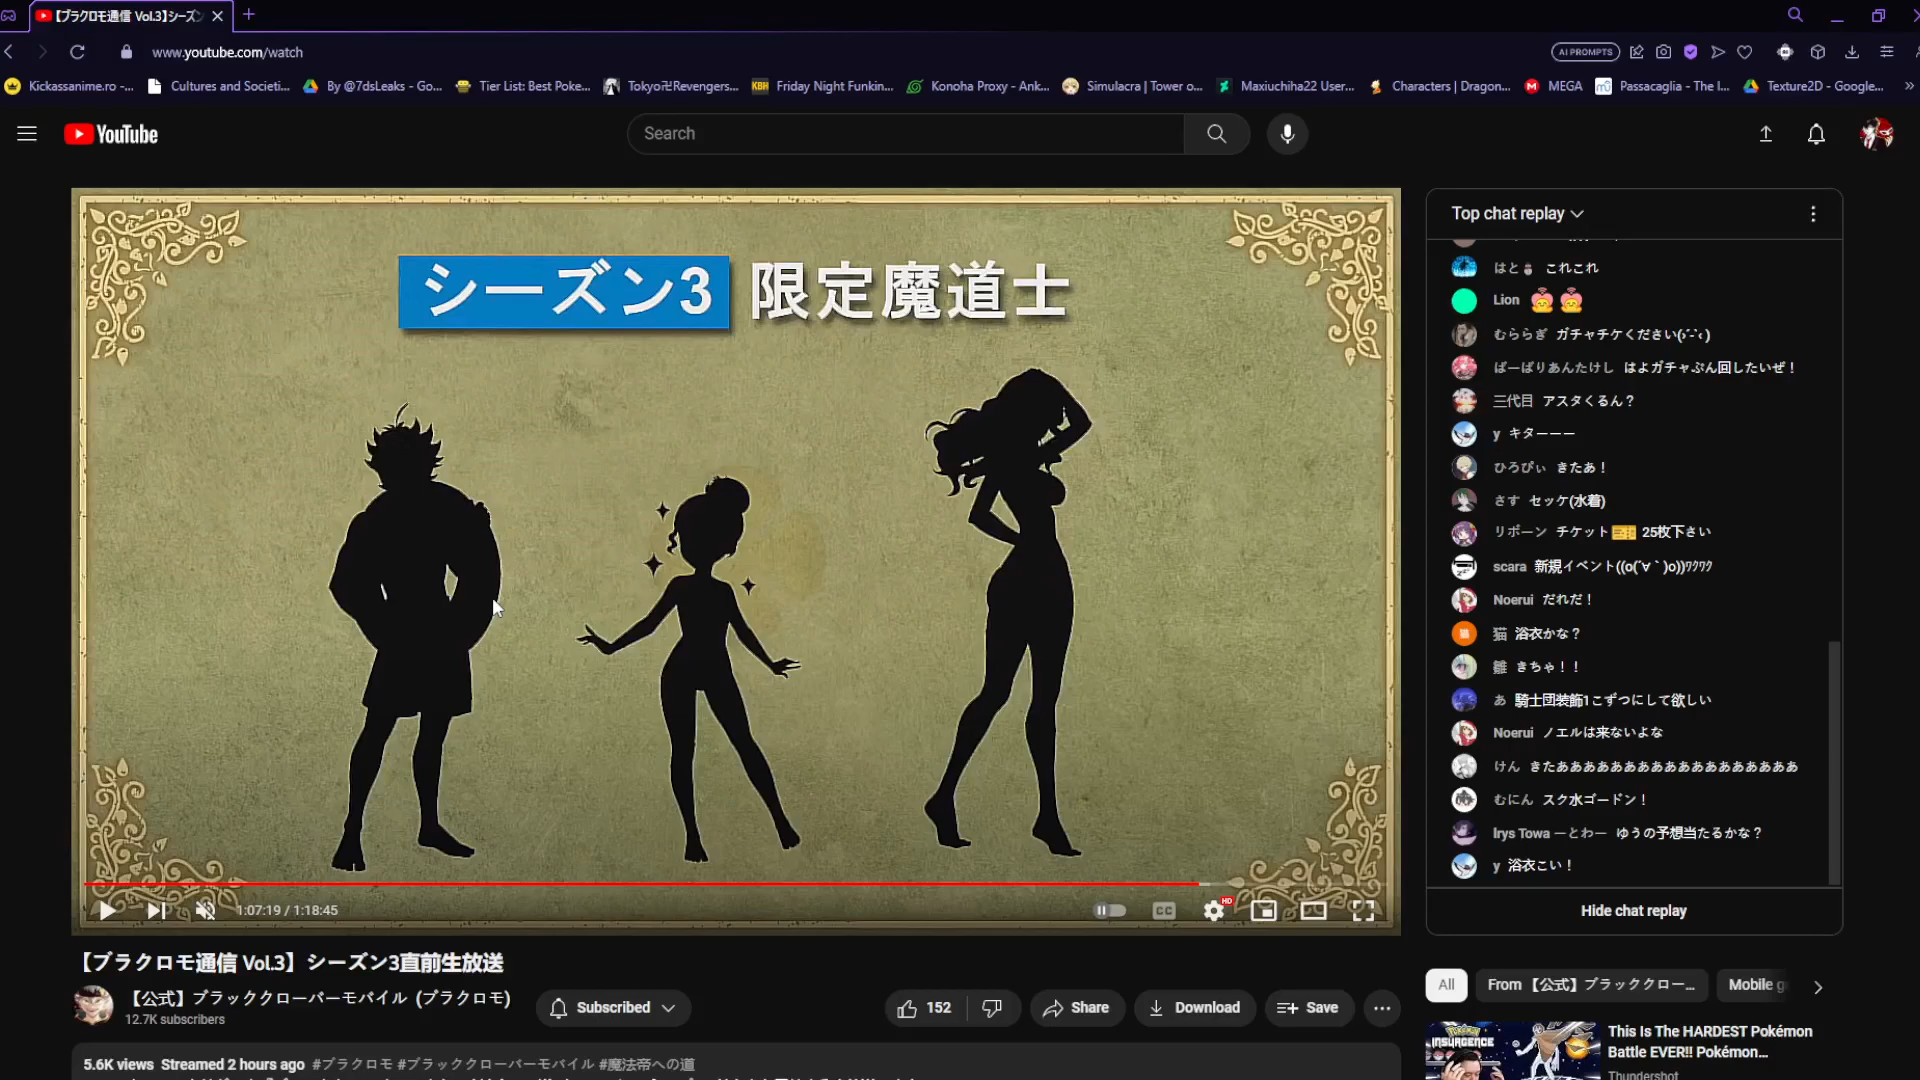 【ブラクロモ通信 Vol.3】シーズン
www.youtube.com/watch
AI PROMPTS
Kickassanime.ro -...
Cultures and Societi...
By @7dsLeaks - Go...
Tier List: Best Poke...
Tokyo卍Revengers...
KBH Friday Night Funkin...
Konoha Proxy - Ank...
Simulacra | Tower o...
Maxiuchiha22 User...
Characters | Dragon...
MEGA
Passacaglia - The I...
Texture2D - Google...
YouTube
Search
シーズン3 限定魔道士
Top chat replay
はと これこれ
Lion
むららぎ ガチャチケください
ばーばりあんたけし はよガチャぶん回したいぜ！
三代目 アスタくるん？
y キターーー
ひろぴぃ きたあ！
さす セッケ(水着)
リボーン チケット🎫 25枚下さい
scara 新規イベント((o(´∀｀)o))ﾜｸﾜｸ
Noerui だれだ！
猫 浴衣かな？
雛 きちゃ！！
あ 騎士団装飾1こずつにして欲しい
Noerui ノエルは来ないよな
けん きたああああああああああああああああああ
むにん スク水ゴードン！
Irys Towa ーとわー ゆうの予想当たるかな？
y 浴衣こい！
Hide chat replay
1:07:19 / 1:18:45
CC
HD
【ブラクロモ通信 Vol.3】シーズン3直前生放送
【公式】ブラッククローバーモバイル (ブラクロモ)
12.7K subscribers
Subscribed
152
Share
Download
Save
5.6K views Streamed 2 hours ago #ブラクロモ #ブラッククローバーモバイル #魔法帝への道
All
From 【公式】ブラッククロー...
Mobile g
INSURGENCE
This Is The HARDEST Pokémon
Battle EVER!! Pokémon...
Thundershot